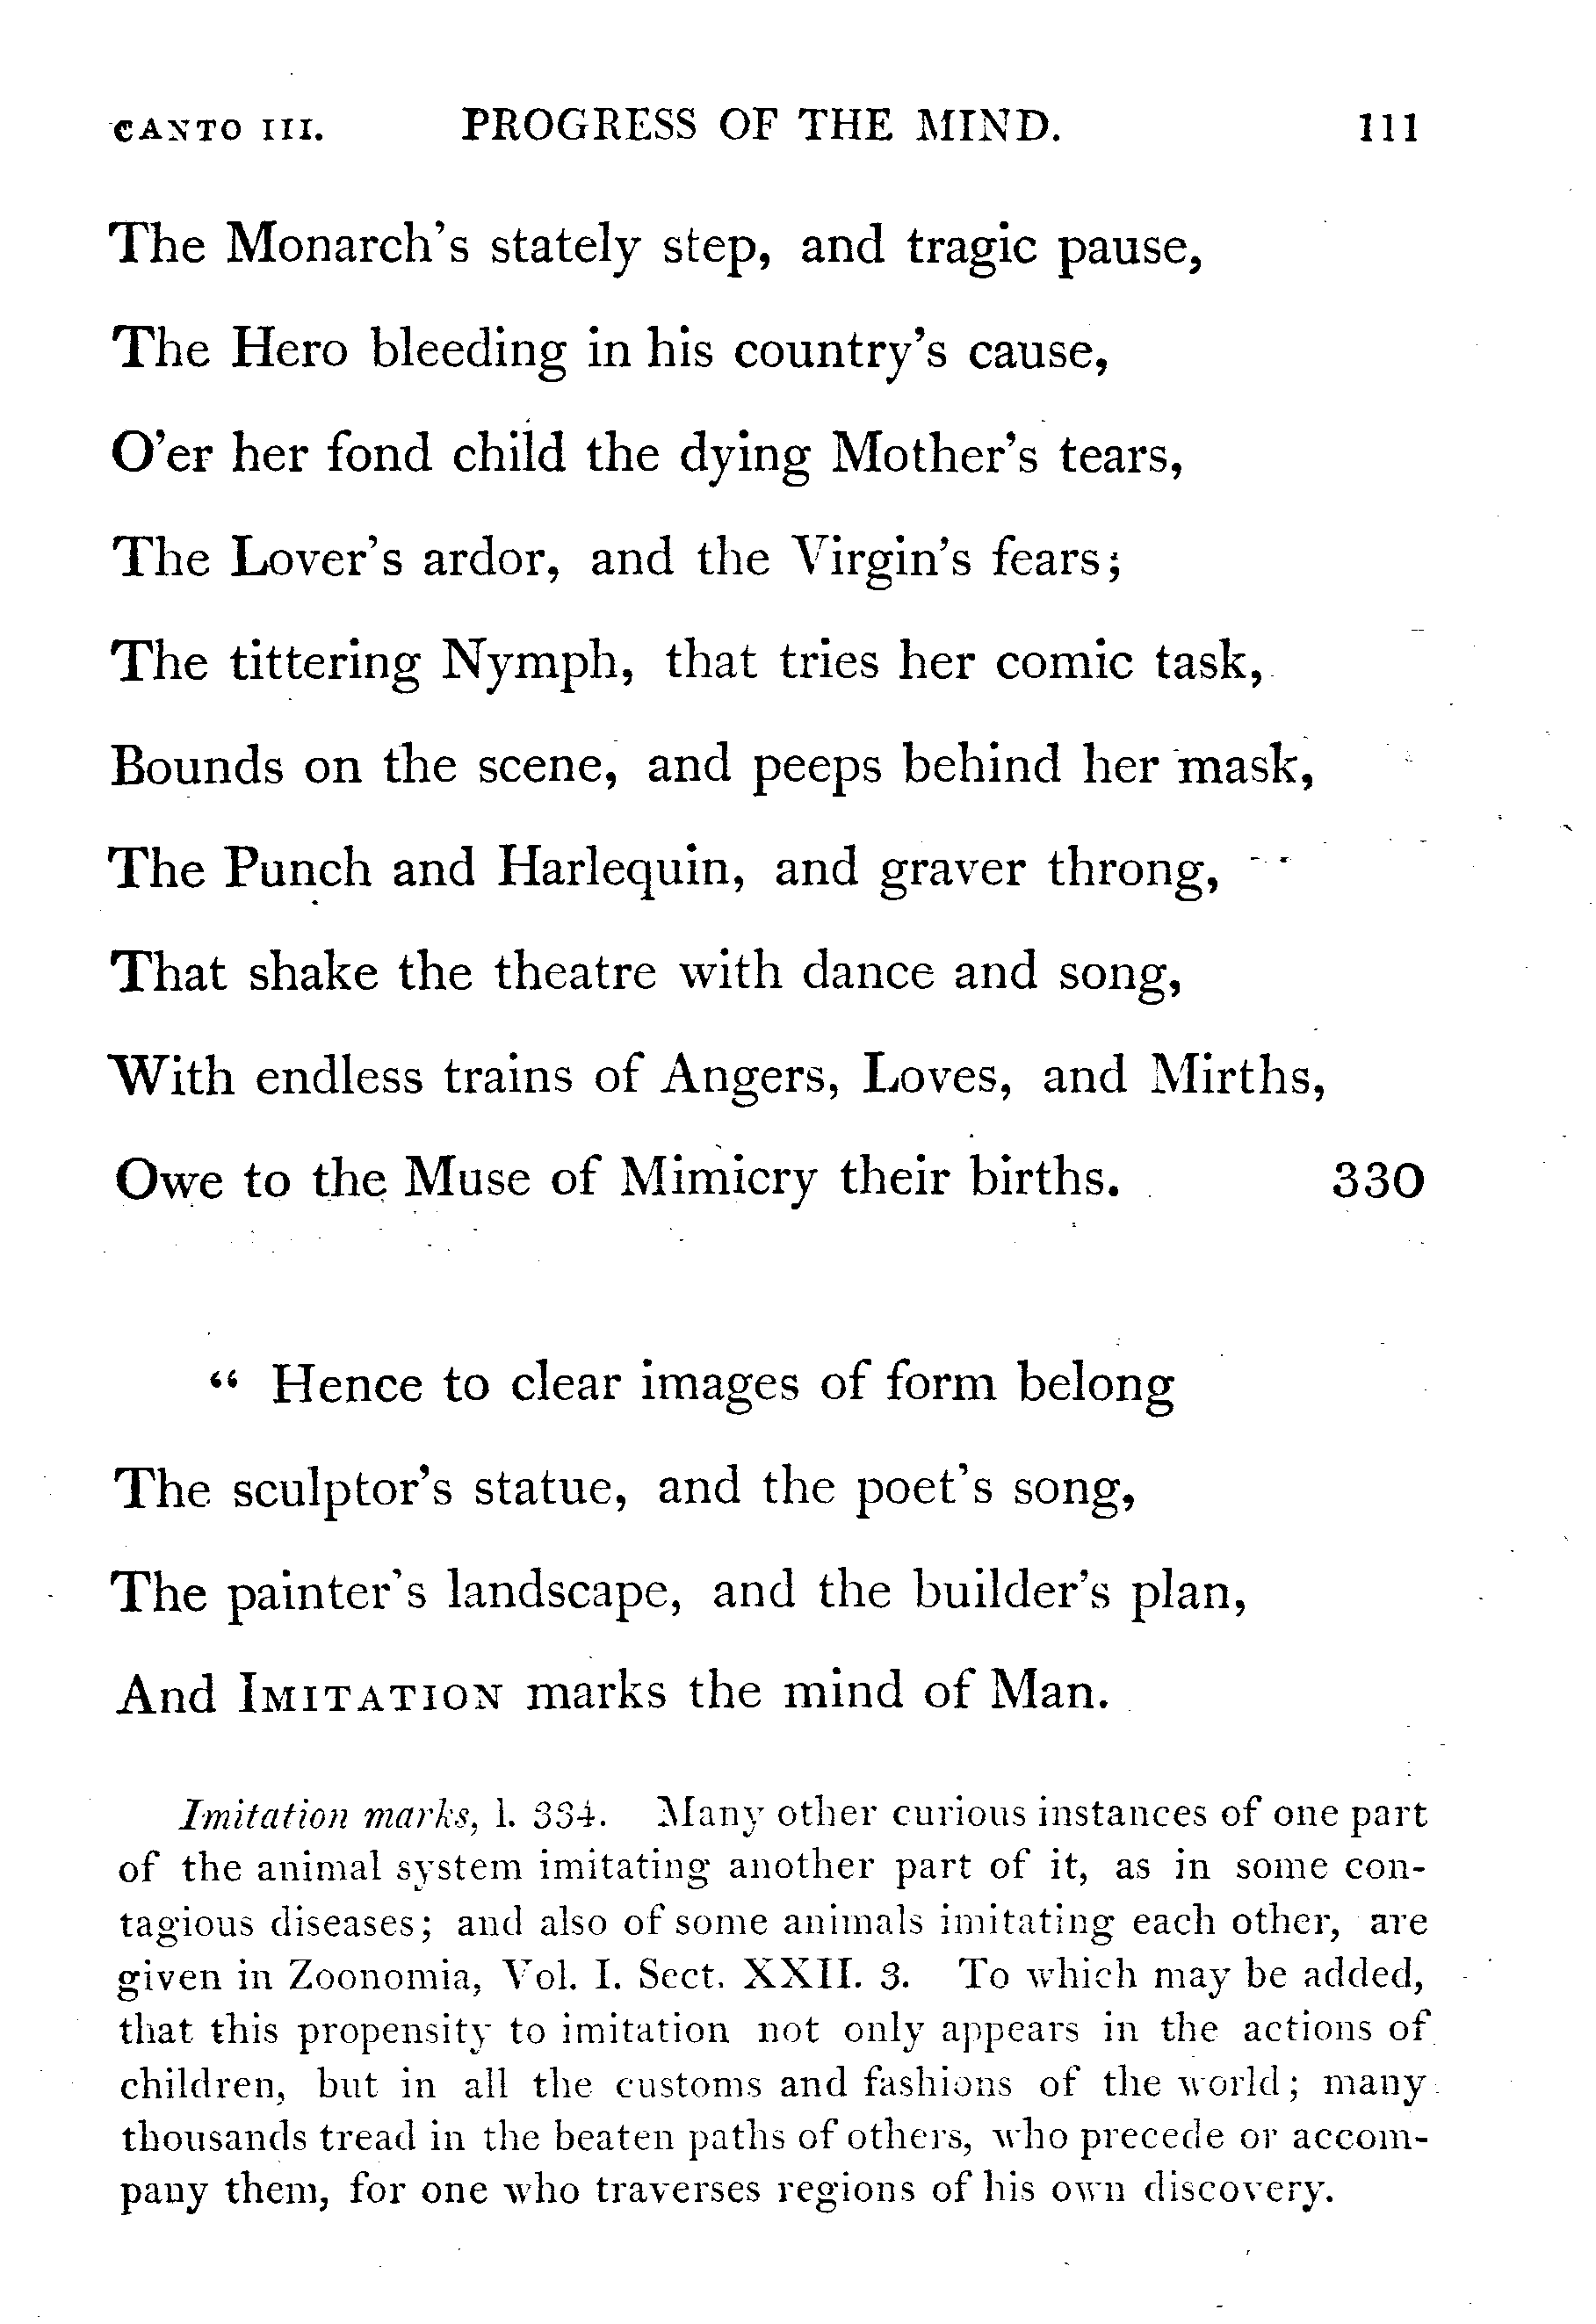 CANTO III. PROGRESS OF THE MIND. 111
The Monarch's stately step, and tragic pause,
The Hero bleeding in his country's cause,
O'er her fond child the dying Mother's tears,
The Lover's ardor, and the Virgin's fears;
The tittering Nymph, that tries her comic task,
Bounds on the scene, and peeps behind her mask,
The Punch and Harlequin, and graver throng,
That shake the theatre with dance and song,
With endless trains of Angers, Loves, and Mirths,
Owe to the Muse of Mimicry their births. 330
“ Hence to clear images of form belong
The sculptor's statue, and the poet's song,
The painter's landscape, and the builder's plan,
And IMITATION marks the mind of Man.
Imitation marks, l. 334. Many other curious instances of one part
of the animal system imitating another part of it, as in some con-
tagious diseases; and also of some animals imitating each other, are
given in Zoonomia, Vol. I. Sect. XXII. 3. To which may be added,
that this propensity to imitation not only appears in the actions of
children, but in all the customs and fashions of the world; many
thousands tread in the beaten paths of others, who precede or accom-
pany them, for one who traverses regions of his own discovery.